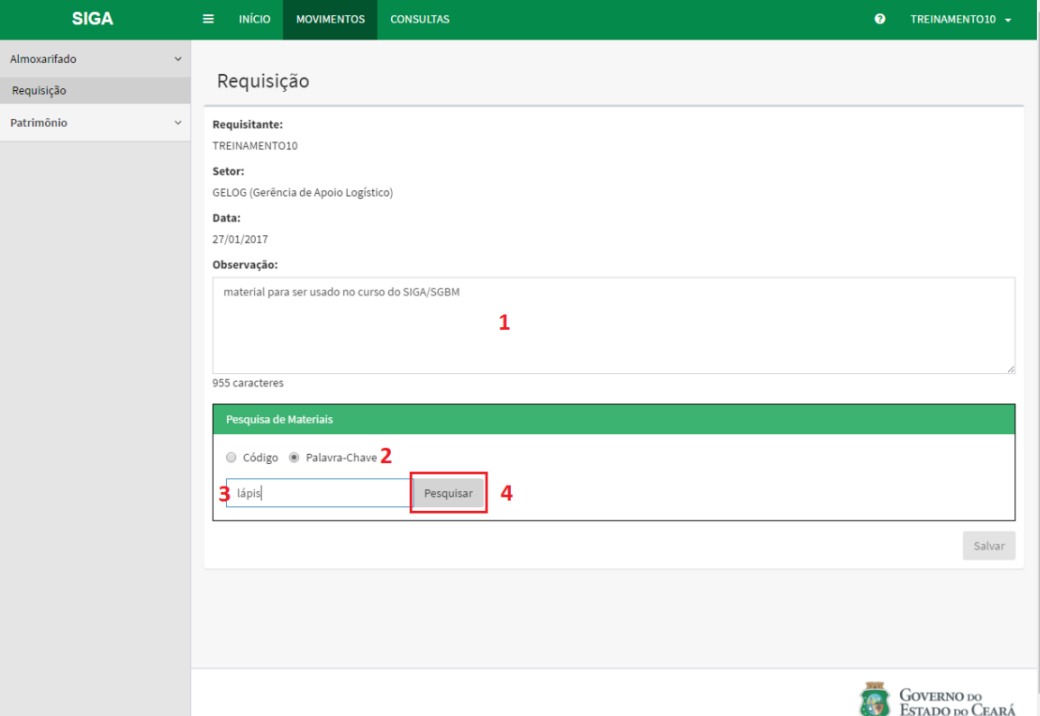 SIGA
INÍCIO MOVIMENTOS CONSULTAS TREINAMENTO10
Almoxarifado
Requisição
Patrimônio
Requisição
Requisitante:
TREINAMENTO10
Setor:
GELOG (Gerência de Apoio Logístico)
Data:
27/01/2017
Observação:
material para ser usado no curso do SIGA/SGBM
1
955 caracteres
Pesquisa de Materiais
Código Palavra-Chave 2
3 lápis Pesquisar 4
Salvar
GOVERNO DO
ESTADO DO CEARÁ